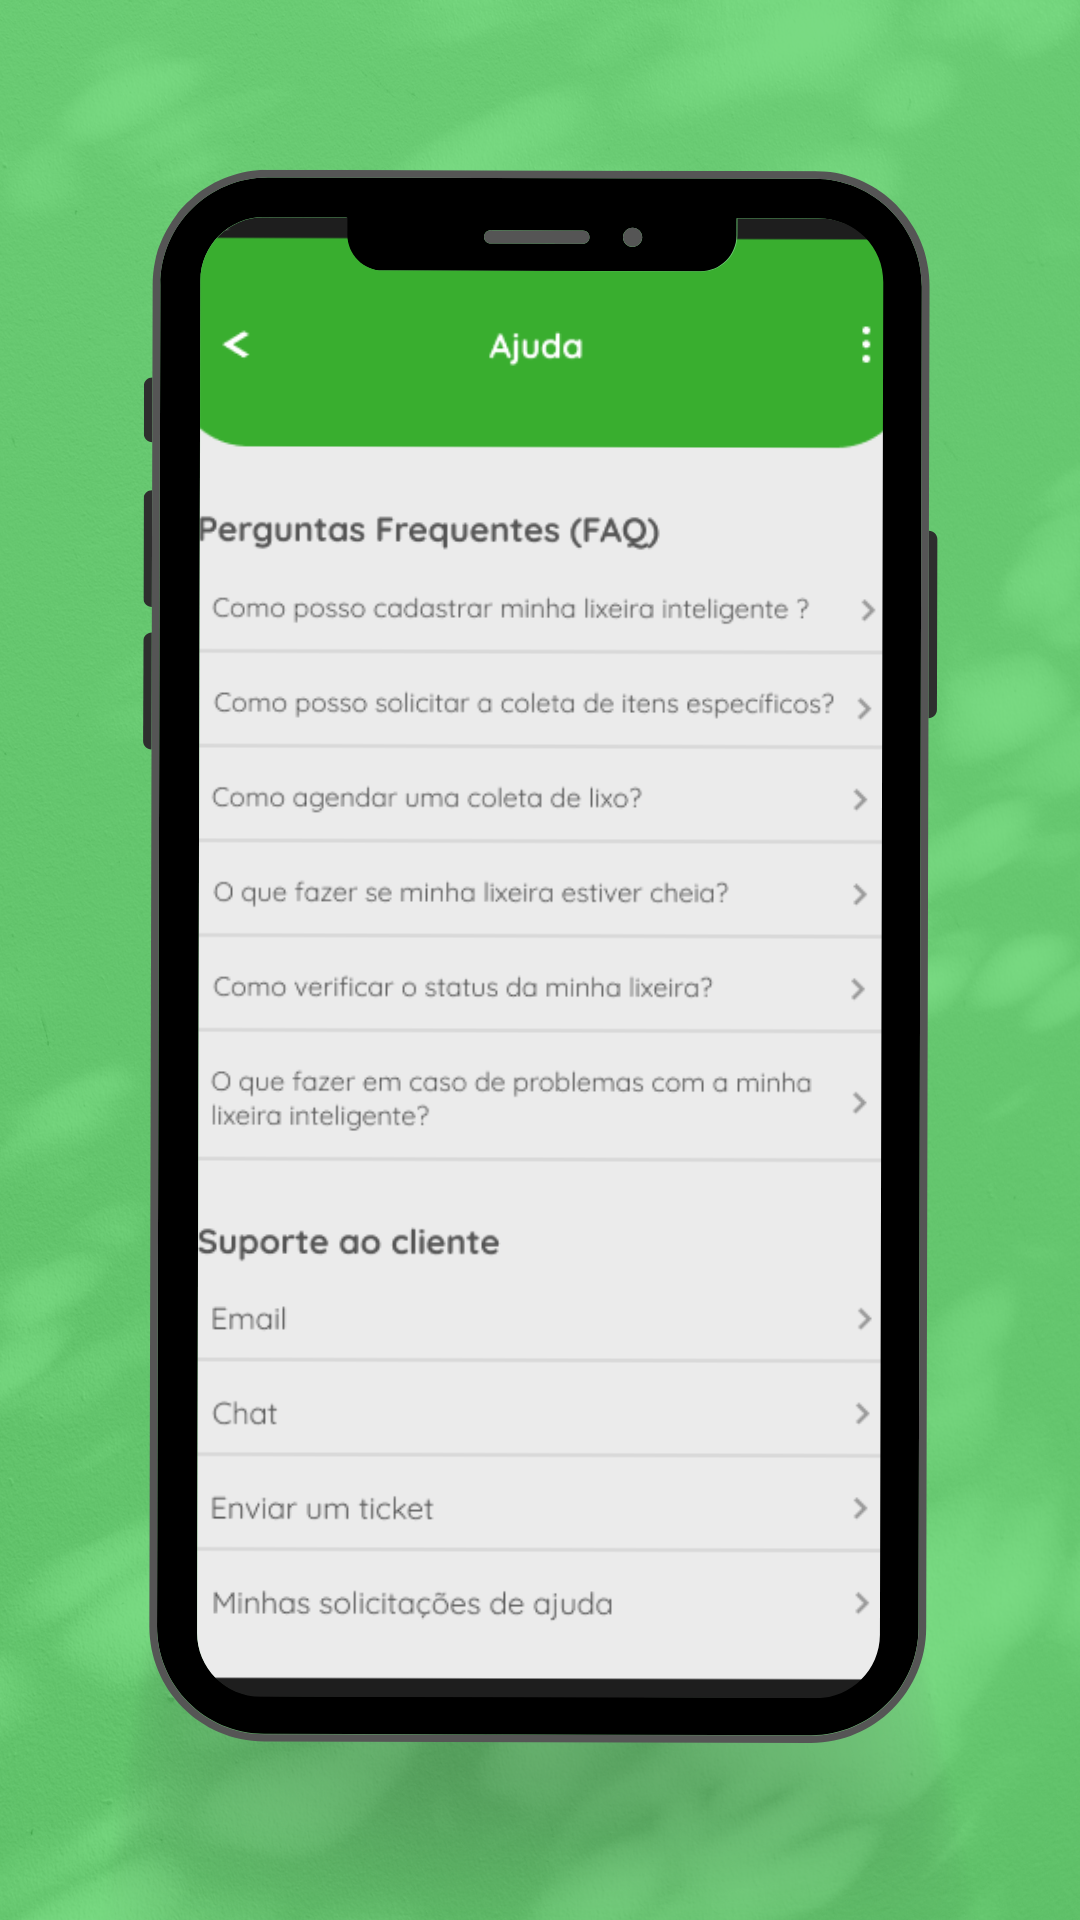 Ajuda
Perguntas Frequentes (FAQ)
Como posso cadastrar minha lixeira inteligente ?
Como posso solicitar a coleta de itens específicos?
Como agendar uma coleta de lixo?
O que fazer se minha lixeira estiver cheia?
Como verificar o status da minha lixeira?
O que fazer em caso de problemas com a minha
lixeira inteligente?
Suporte ao cliente
Email
Chat
Enviar um ticket
Minhas solicitações de ajuda